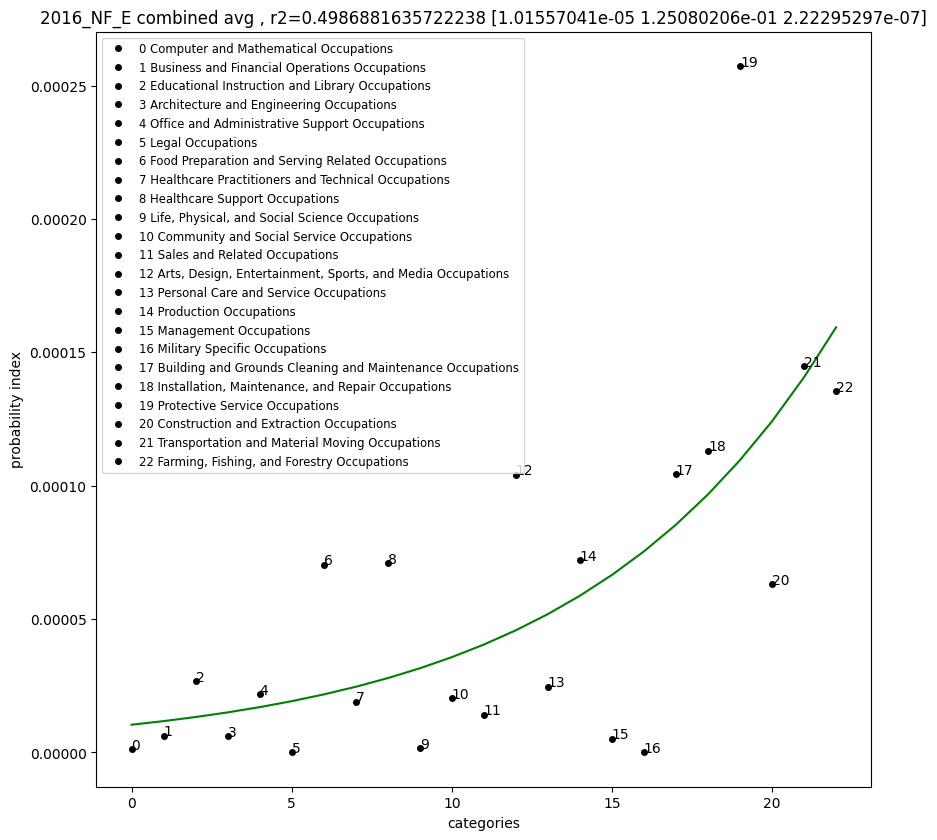 2016_NF_E combined avg , r2=0.4986881635722238 [1.01557041e-05 1.25080206e-01 2.22295297e-07]
0 Computer and Mathematical Occupations
1 Business and Financial Operations Occupations
2 Educational Instruction and Library Occupations
3 Architecture and Engineering Occupations
4 Office and Administrative Support Occupations
5 Legal Occupations
6 Food Preparation and Serving Related Occupations
7 Healthcare Practitioners and Technical Occupations
8 Healthcare Support Occupations
9 Life, Physical, and Social Science Occupations
10 Community and Social Service Occupations
11 Sales and Related Occupations
12 Arts, Design, Entertainment, Sports, and Media Occupations
13 Personal Care and Service Occupations
14 Production Occupations
15 Management Occupations
16 Military Specific Occupations
17 Building and Grounds Cleaning and Maintenance Occupations
18 Installation, Maintenance, and Repair Occupations
19 Protective Service Occupations
20 Construction and Extraction Occupations
21 Transportation and Material Moving Occupations
22 Farming, Fishing, and Forestry Occupations
probability index
0.00025
0.00020
0.00015
0.00010
0.00005
0.00000
19
21
22
12
17
18
6
8
14
20
2
4
7
10
11
13
0
1
3
5
9
15
16
0
5
10
15
20
categories